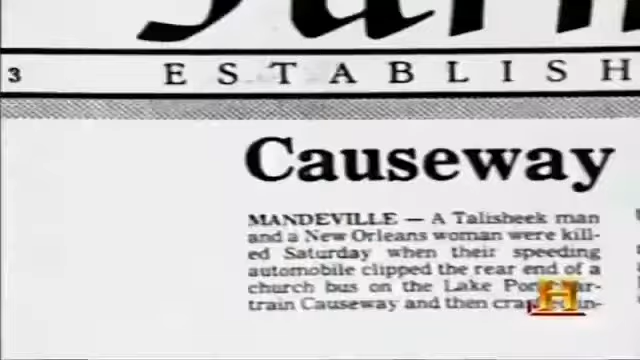 3
ESTABLISH
Causeway
MANDEVILLE — A Talisheek man
and a New Orleans woman were kill-
ed Saturday when their speeding
automobile clipped the rear end of a
church bus on the Lake
train Causeway and then
H